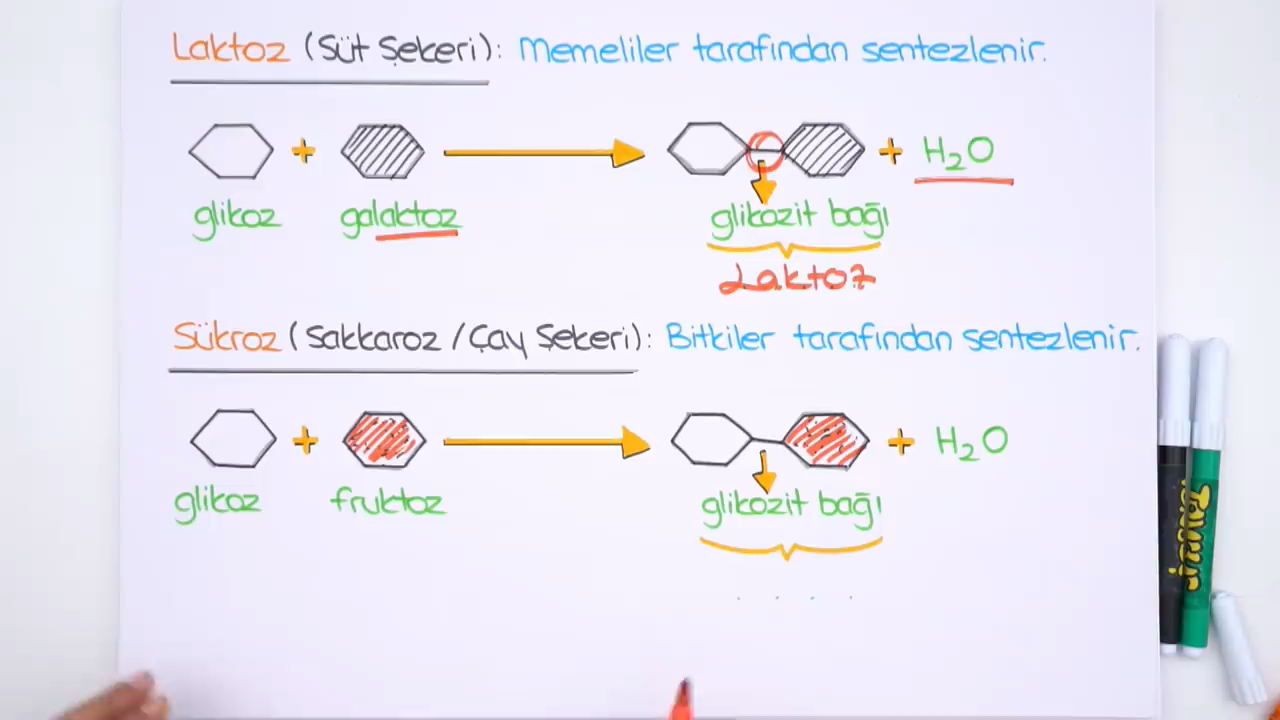 Laktoz (Süt Şekeri): Memeliler tarafından sentezlenir.
+ + H₂O
glikoz galaktoz glikozit bağı
Laktoz
Sükroz (Sakkaroz / Çay Şekeri): Bitkiler tarafından sentezlenir.
+ + H₂O
glikoz fruktoz glikozit bağı